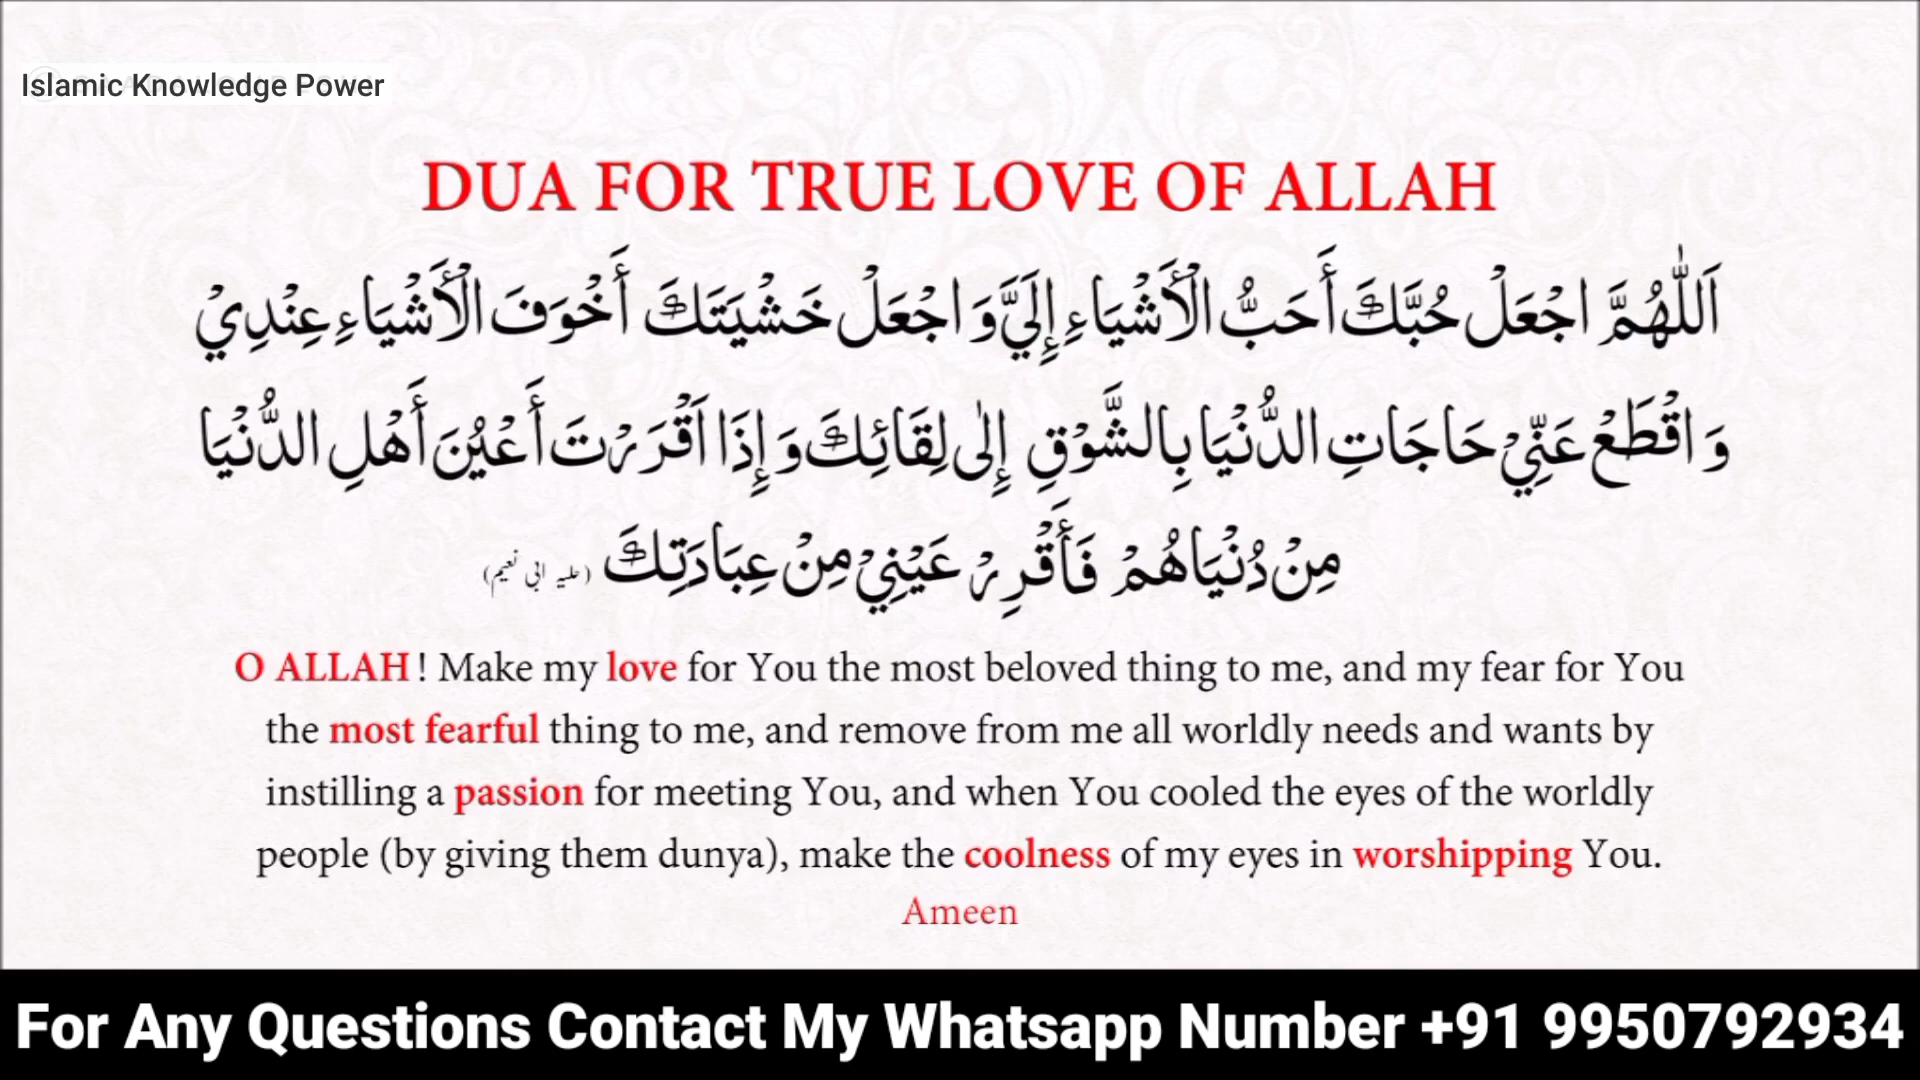 Islamic Knowledge Power
DUA FOR TRUE LOVE OF ALLAH
اَللّٰهُمَّ اجْعَلْ حُبَّكَ أَحَبُّ الْأَشْيَاءِ إِلَيَّ وَ اجْعَلْ خَشْيَتَكَ أَخْوَفَ الْأَشْيَاءِ عِنْدِيْ
وَ اقْطَعْ عَنِّيْ حَاجَاتِ الدُّنْيَا بِالشَّوْقِ إِلٰى لِقَائِكَ وَ إِذَا اَقْرَرْتَ أَعْيُنَ أَهْلِ الدُّنْيَا
مِنْ دُنْيَاهُمْ فَأَقْرِرْ عَيْنِيْ مِنْ عِبَادَتِكَ (حلیہ ابی نعیم)
O ALLAH! Make my love for You the most beloved thing to me, and my fear for You
the most fearful thing to me, and remove from me all worldly needs and wants by
instilling a passion for meeting You, and when You cooled the eyes of the worldly
people (by giving them dunya), make the coolness of my eyes in worshipping You.
Ameen
For Any Questions Contact My Whatsapp Number +91 9950792934